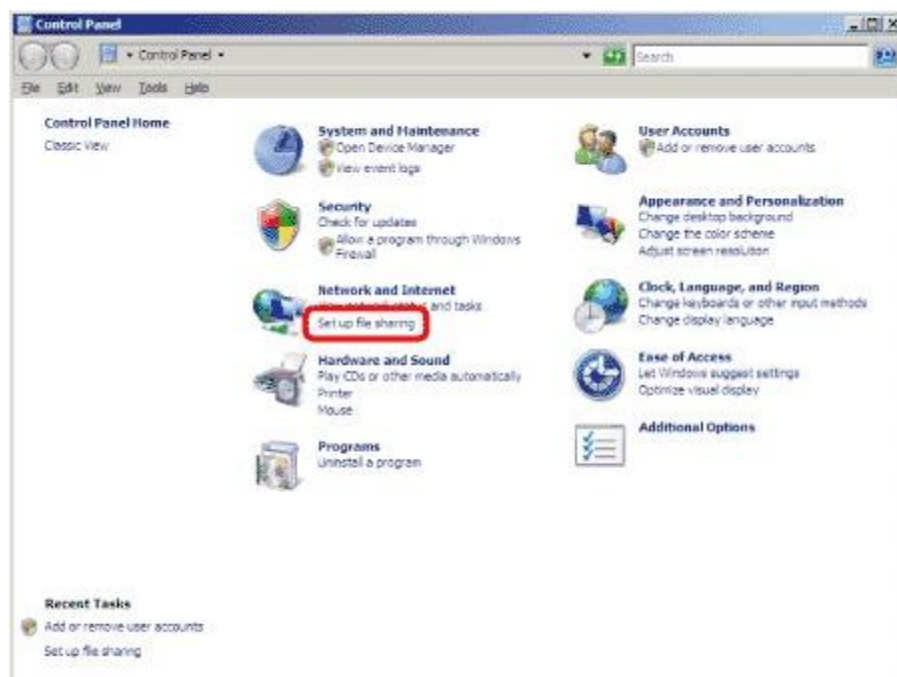 Control Panel
Control Panel
Search
File Edit View Tools Help
Control Panel Home
Classic View
System and Maintenance
Open Device Manager
View event logs
Security
Check for updates
Allow a program through Windows
Firewall
Network and Internet
View network status and tasks
Set up file sharing
Hardware and Sound
Play CDs or other media automatically
Printer
Mouse
Programs
Uninstall a program
User Accounts
Add or remove user accounts
Appearance and Personalization
Change desktop background
Change the color scheme
Adjust screen resolution
Clock, Language, and Region
Change keyboards or other input methods
Change display language
Ease of Access
Let Windows suggest settings
Optimize visual display
Additional Options
Recent Tasks
Add or remove user accounts
Set up file sharing